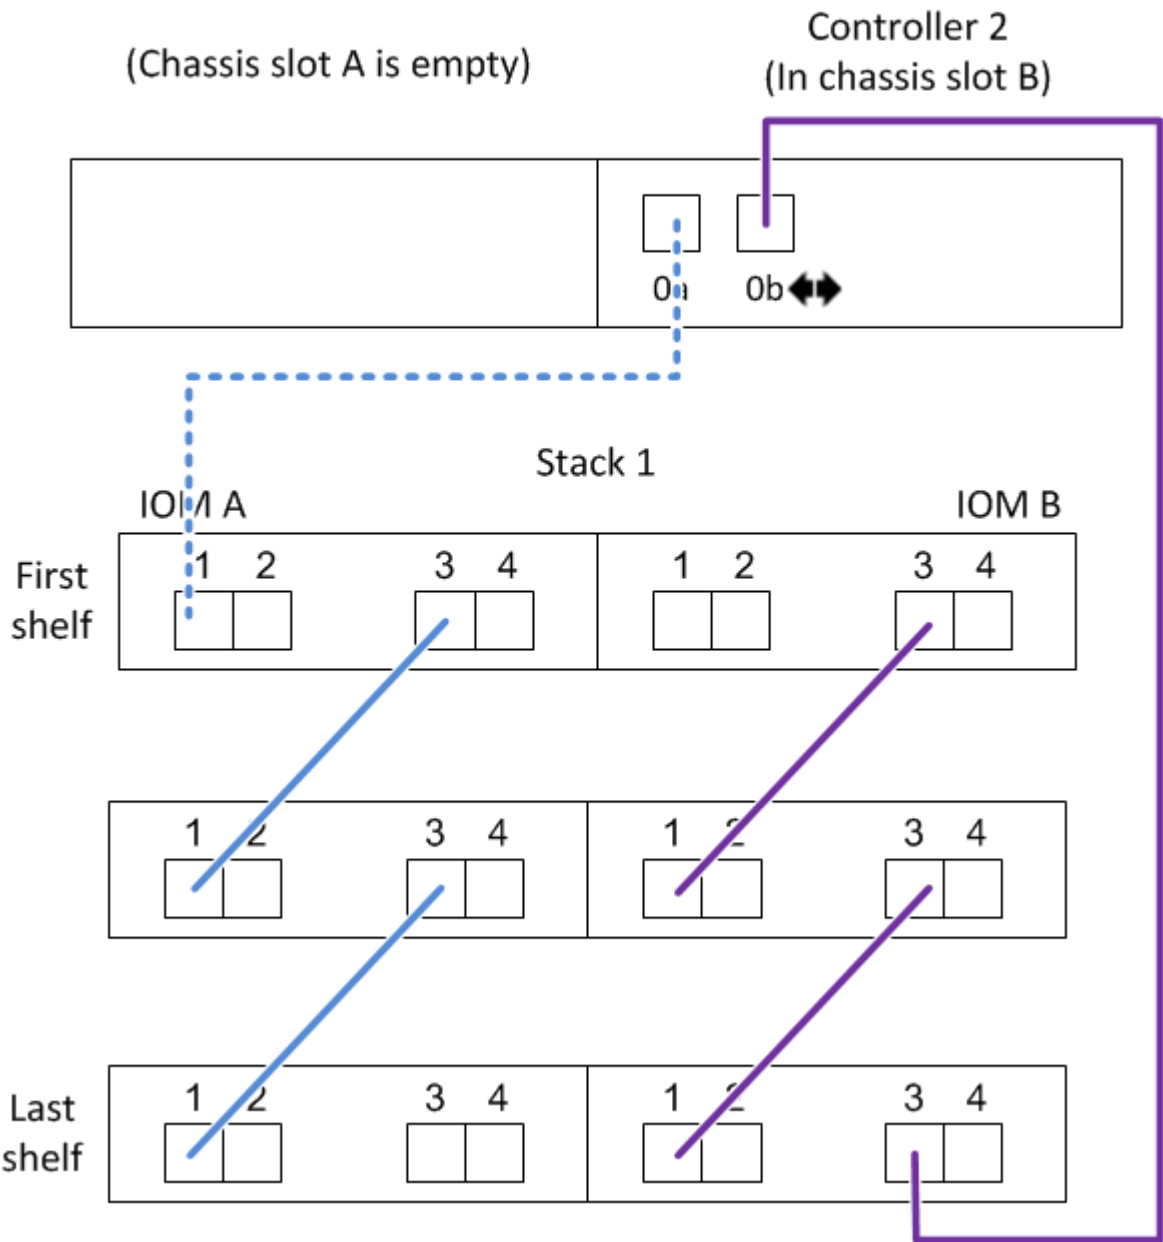 Controller 2
(Chassis slot A is empty)
(In chassis slot B)
0a 0b
Stack 1
IOM A IOM B
1 2 3 4 1 2 3 4
First
shelf
1 2 3 4 1 2 3 4
1 2 3 4 1 2 3 4
Last
shelf